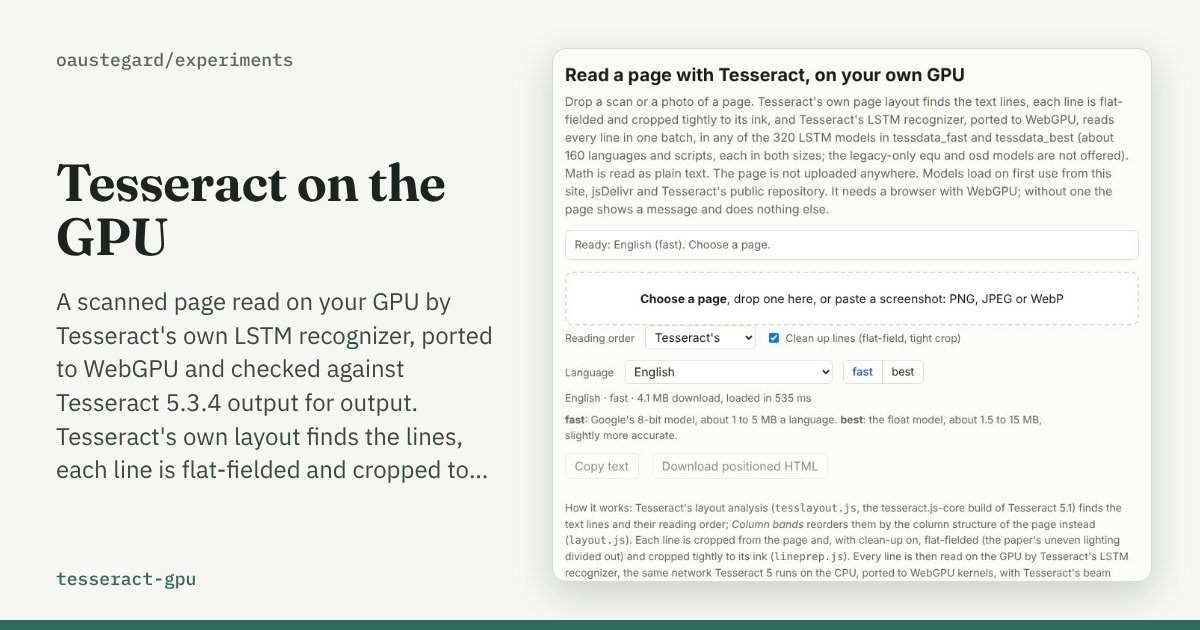 oaustegard/experiments
Tesseract on the
GPU
A scanned page read on your GPU by
Tesseract's own LSTM recognizer, ported
to WebGPU and checked against
Tesseract 5.3.4 output for output.
Tesseract's own layout finds the lines,
each line is flat-fielded and cropped to...
tesseract-gpu
Read a page with Tesseract, on your own GPU
Drop a scan or a photo of a page. Tesseract's own page layout finds the text lines, each line is flat-
fielded and cropped tightly to its ink, and Tesseract's LSTM recognizer, ported to WebGPU, reads
every line in one batch, in any of the 320 LSTM models in tessdata_fast and tessdata_best (about
160 languages and scripts, each in both sizes; the legacy-only equ and osd models are not offered).
Math is read as plain text. The page is not uploaded anywhere. Models load on first use from this
site, jsDelivr and Tesseract's public repository. It needs a browser with WebGPU; without one the
page shows a message and does nothing else.
Ready: English (fast). Choose a page.
Choose a page, drop one here, or paste a screenshot: PNG, JPEG or WebP
Reading order Tesseract's Clean up lines (flat-field, tight crop)
Language English fast best
English · fast · 4.1 MB download, loaded in 535 ms
fast: Google's 8-bit model, about 1 to 5 MB a language. best: the float model, about 1.5 to 15 MB,
slightly more accurate.
Copy text Download positioned HTML
How it works: Tesseract's layout analysis (tesslayout.js, the tesseract.js-core build of Tesseract 5.1) finds the
text lines and their reading order; Column bands reorders them by the column structure of the page instead
(layout.js). Each line is cropped from the page and, with clean-up on, flat-fielded (the paper's uneven lighting
divided out) and cropped tightly to its ink (lineprep.js). Every line is then read on the GPU by Tesseract's LSTM
recognizer, the same network Tesseract 5 runs on the CPU, ported to WebGPU kernels, with Tesseract's beam